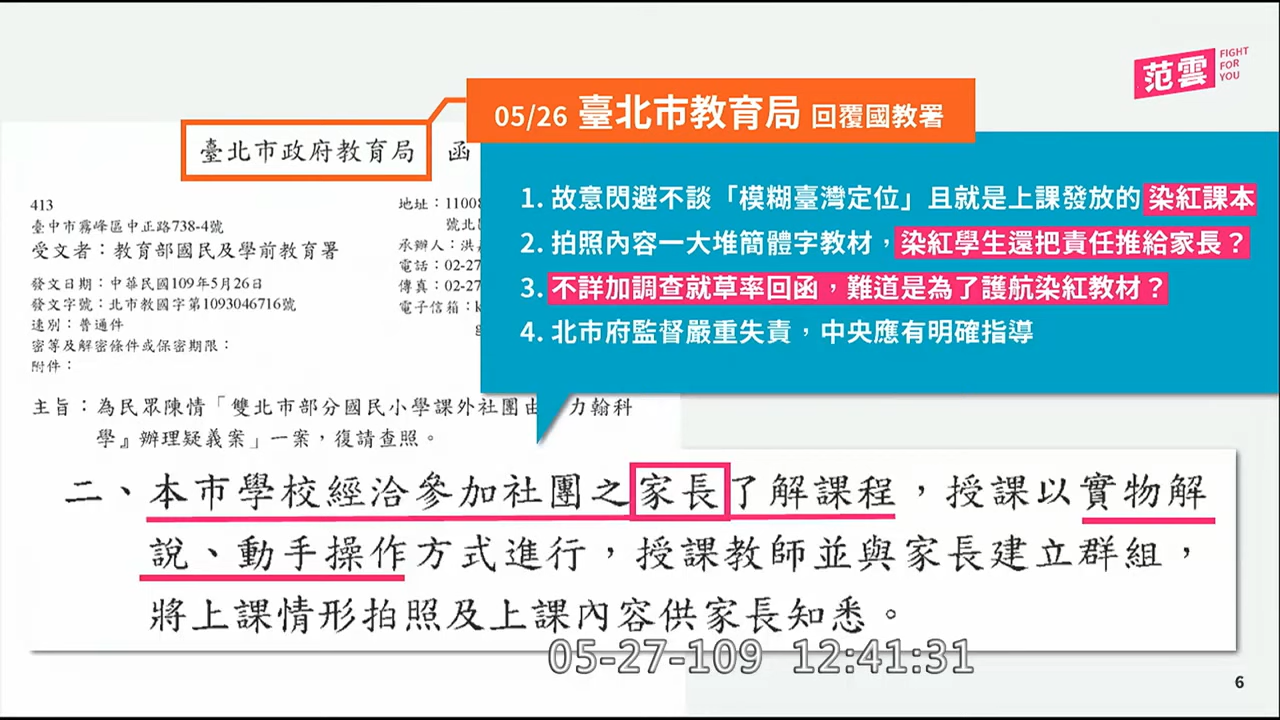 范雲
FIGHT
FOR
YOU
05/26 臺北市教育局 回覆國教署
1. 故意閃避不談「模糊臺灣定位」且就是上課發放的 染紅課本
2. 拍照內容一大堆簡體字教材，染紅學生還把責任推給家長？
3. 不詳加調查就草率回函，難道是為了護航染紅教材？
4. 北市府監督嚴重失責，中央應有明確指導
臺北市政府教育局 函
413
臺中市霧峰區中正路738-4號
受文者：教育部國民及學前教育署
發文日期：中華民國109年5月26日
發文字號：北市教國字第1093046716號
速別：普通件
密等及解密條件或保密期限：
附件：
地址：11008
號北
承辦人：洪
電話：02-27
傳真：02-27
電子信箱：k
主旨：為民眾陳情「雙北市部分國民小學課外社團由 力翰科
學』辦理疑義案」一案，復請查照。
二、本市學校經洽參加社團之家長了解課程，授課以實物解
說、動手操作方式進行，授課教師並與家長建立群組，
將上課情形拍照及上課內容供家長知悉。
05-27-109 12:41:31
6